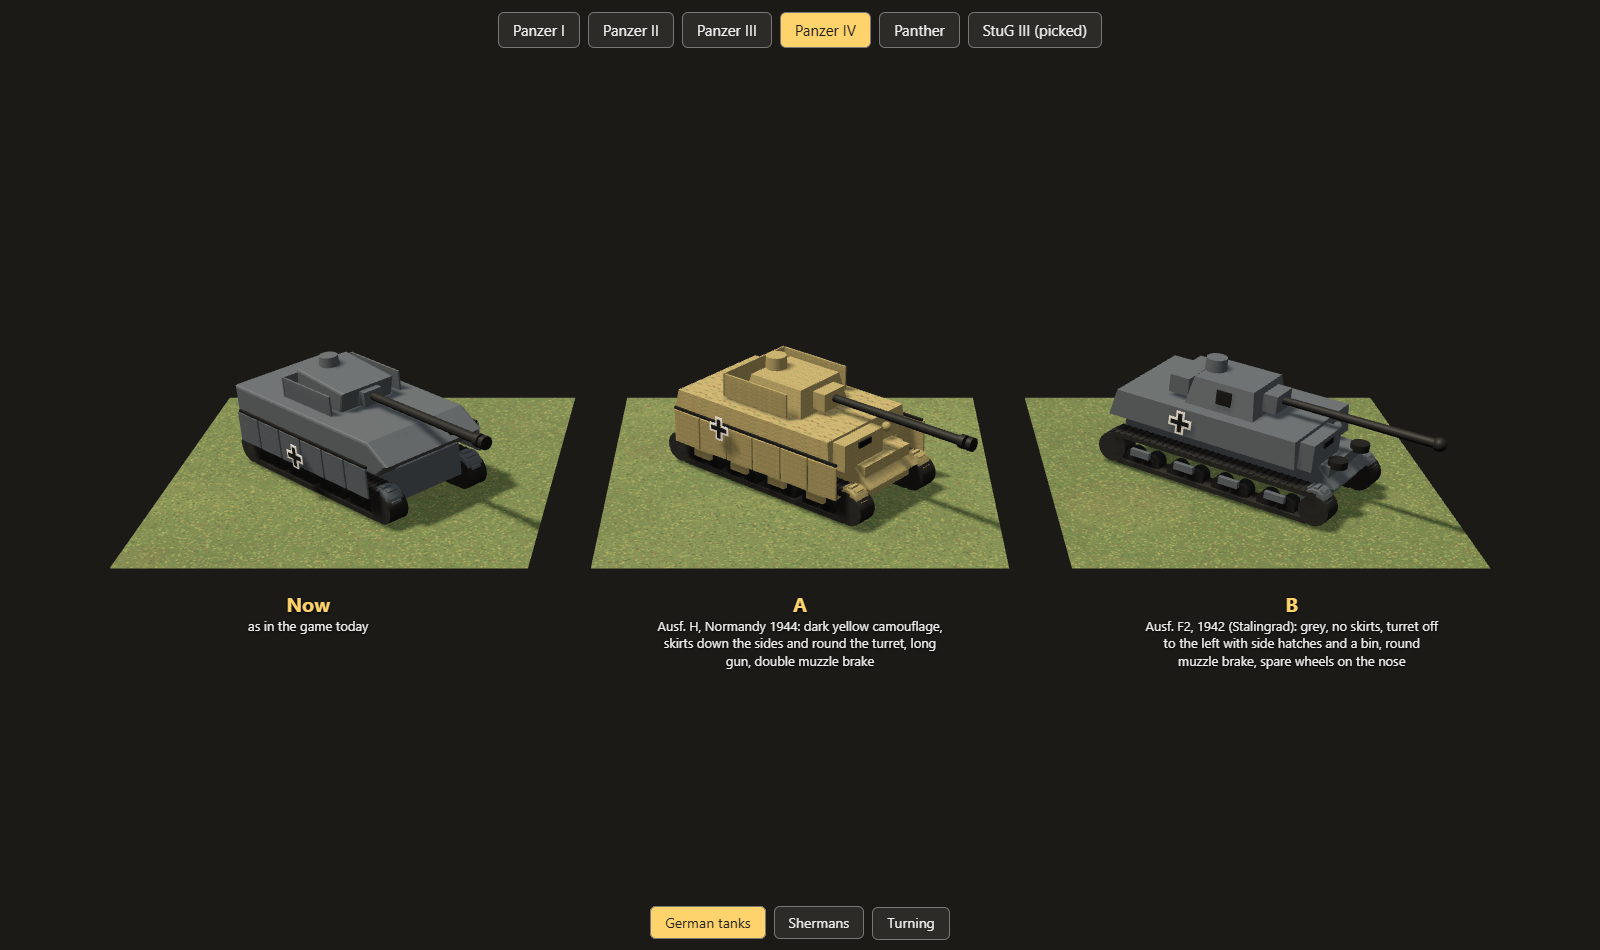 Panzer I
Panzer II
Panzer III
Panzer IV
Panther
StuG III (picked)
Now
as in the game today
A
Ausf. H, Normandy 1944: dark yellow camouflage,
skirts down the sides and round the turret, long
gun, double muzzle brake
B
Ausf. F2, 1942 (Stalingrad): grey, no skirts, turret off
to the left with side hatches and a bin, round
muzzle brake, spare wheels on the nose
German tanks
Shermans
Turning